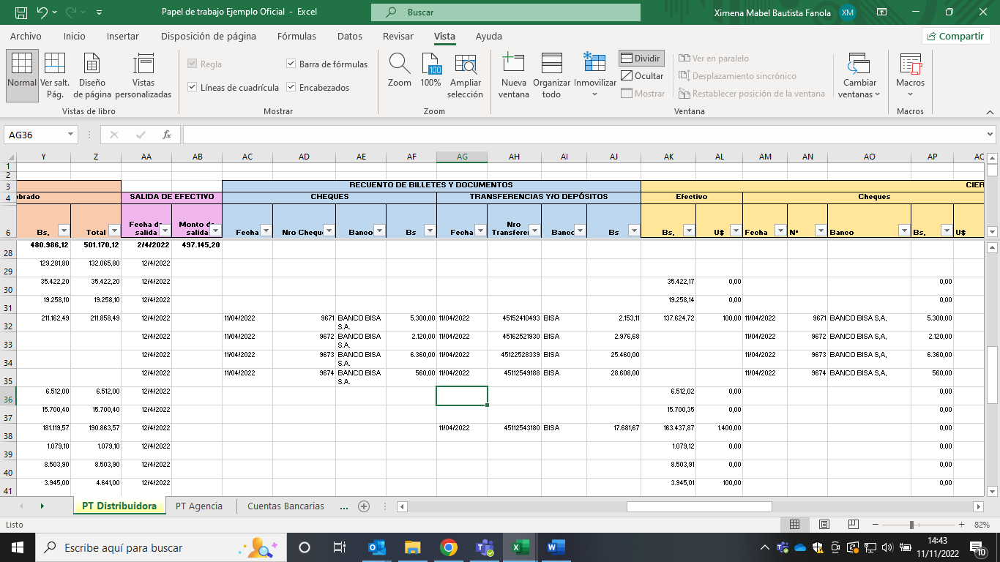 Papel de trabajo Ejemplo Oficial - Excel
Buscar
Ximena Mabel Bautista Fanola XM
Archivo Inicio Insertar Disposición de página Fórmulas Datos Revisar Vista Ayuda Compartir
Normal Ver salt. Pág. Diseño de página Vistas personalizadas
Regla Barra de fórmulas
Líneas de cuadrícula Encabezados
Zoom 100% Ampliar selección
Nueva ventana Organizar todo Inmovilizar
Dividir Ver en paralelo
Ocultar Desplazamiento sincrónico
Mostrar Restablecer posición de la ventana
Cambiar ventanas Macros
Vistas de libro Mostrar Zoom Ventana Macros
AG36 fx
Y Z AA AB AC AD AE AF AG AH AI AJ AK AL AM AN AO AP
1
2
3 RECUENTO DE BILLETES Y DOCUMENTOS CIER
4 obrado SALIDA DE EFECTIVO CHEQUES TRANSFERENCIAS Y/O DEPÓSITOS Efectivo Cheques
6 Bs. Total Fecha d salida Monto d salida Fecha Nro Chequ Banco Bs Fecha Nro Transfere Banco Bs Bs. U$ Fecha N° Banco Bs. U$
28 480.986,12 501.170,12 2/4/2022 497.145,20
29 129.281,80 132.065,80 12/4/2022
30 35.422,20 35.422,20 12/4/2022 35.422,17 0,00 0,00
31 19.258,10 19.258,10 12/4/2022 19.258,14 0,00 0,00
32 211.162,49 211.858,49 12/4/2022 11/04/2022 9671 BANCO BISA S.A. 5.300,00 11/04/2022 45152410493 BISA 2.153,11 137.624,72 100,00 11/04/2022 9671 BANCO BISA S,A, 5.300,00
33 12/4/2022 11/04/2022 9672 BANCO BISA S.A. 2.120,00 11/04/2022 45162521930 BISA 2.976,68 11/04/2022 9672 BANCO BISA S,A, 2.120,00
34 12/4/2022 11/04/2022 9673 BANCO BISA S.A. 6.360,00 11/04/2022 45122528339 BISA 25.460,00 11/04/2022 9673 BANCO BISA S,A, 6.360,00
35 12/4/2022 11/04/2022 9674 BANCO BISA S.A. 560,00 11/04/2022 45112549188 BISA 28.608,00 11/04/2022 9674 BANCO BISA S,A, 560,00
36 6.512,00 6.512,00 12/4/2022 6.512,02 0,00 0,00
37 15.700,40 15.700,40 12/4/2022 15.700,35 0,00 0,00
38 181.119,57 190.863,57 12/4/2022 11/04/2022 45112543180 BISA 17.681,67 163.437,87 1.400,00 0,00
39 1.079,10 1.079,10 12/4/2022 1.079,12 0,00 0,00
40 8.503,90 8.503,90 12/4/2022 8.503,91 0,00 0,00
41 3.945,00 4.641,00 12/4/2022 3.945,01 100,00 0,00
PT Distribuidora PT Agencia Cuentas Bancarias ...
Listo 82%
Escribe aquí para buscar
14:43
11/11/2022
10